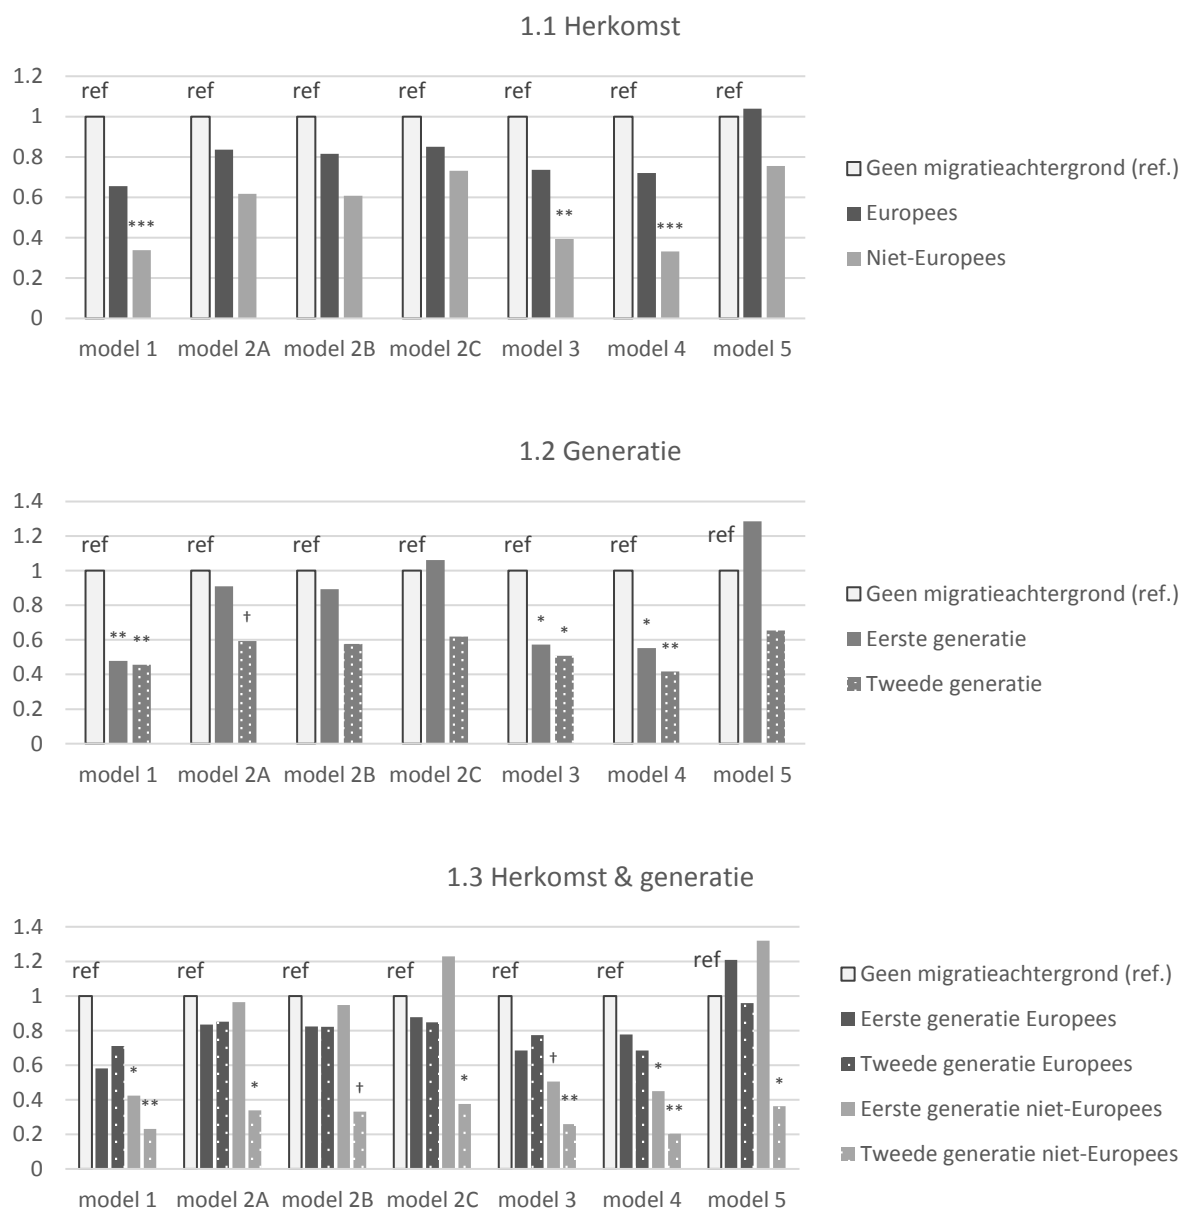 1.1 Herkomst
1.2
1
0.8
0.6
0.4
0.2
0
ref ref ref ref ref ref ref
*** ** ***
model 1 model 2A model 2B model 2C model 3 model 4 model 5
Geen migratieachtergrond (ref.)
Europees
Niet-Europees
1.2 Generatie
1.4
1.2
1
0.8
0.6
0.4
0.2
0
ref ref ref ref ref ref ref
** ** † * * * **
model 1 model 2A model 2B model 2C model 3 model 4 model 5
Geen migratieachtergrond (ref.)
Eerste generatie
Tweede generatie
1.3 Herkomst & generatie
1.4
1.2
1
0.8
0.6
0.4
0.2
0
ref ref ref ref ref ref ref
* ** * † * † ** * ** *
model 1 model 2A model 2B model 2C model 3 model 4 model 5
Geen migratieachtergrond (ref.)
Eerste generatie Europees
Tweede generatie Europees
Eerste generatie niet-Europees
Tweede generatie niet-Europees